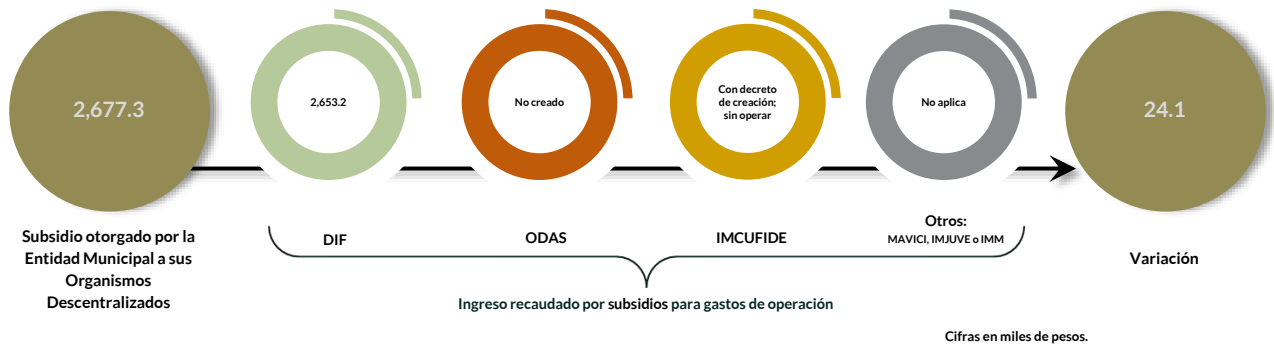 2,677.3
2,653.2
No creado
Con decreto
de creación;
sin operar
No aplica
24.1
Subsidio otorgado por la
Entidad Municipal a sus
Organismos
Descentralizados
DIF
ODAS
IMCUFIDE
Otros:
MAVICI, IMJUVE o IMM
Variación
Ingreso recaudado por subsidios para gastos de operación
Cifras en miles de pesos.